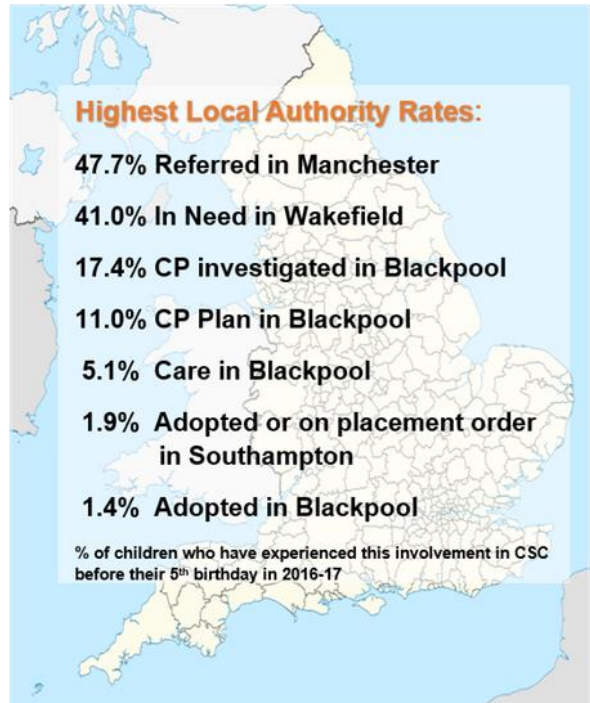 Highest Local Authority Rates:
47.7% Referred in Manchester
41.0% In Need in Wakefield
17.4% CP investigated in Blackpool
11.0% CP Plan in Blackpool
5.1% Care in Blackpool
1.9% Adopted or on placement order
in Southampton
1.4% Adopted in Blackpool
% of children who have experienced this involvement in CSC
before their 5th birthday in 2016-17